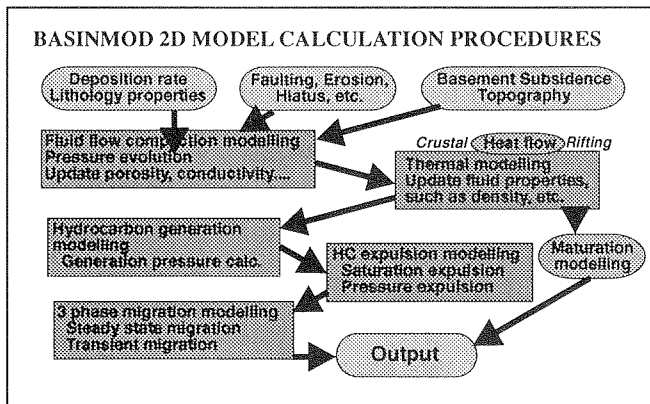 BASINMOD 2D MODEL CALCULATION PROCEDURES
Deposition rate
Lithology properties
Faulting, Erosion,
Hiatus, etc.
Basement Subsidence
Topography
Fluid flow compaction modelling
Pressure evolution
Update porosity, conductivity....
Crustal Heat flow Rifting
Thermal modelling
Update fluid properties,
such as density, etc.
Hydrocarbon generation
modelling
Generation pressure calc.
HC expulsion modelling
Saturation expulsion
Pressure expulsion
Maturation
modelling
3 phase migration modelling
Steady state migration
Transient migration
Output